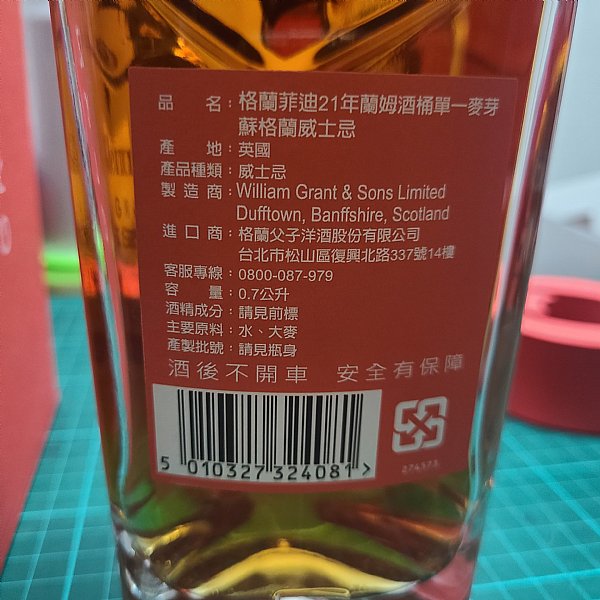 品 名：格蘭菲迪21年蘭姆酒桶單一麥芽
蘇格蘭威士忌
產 地：英國
產品種類：威士忌
製 造 商：William Grant & Sons Limited
Dufftown, Banffshire, Scotland
進 口 商：格蘭父子洋酒股份有限公司
台北市松山區復興北路337號14樓
客服專線：0800-087-979
容 量：0.7公升
酒精成分：請見前標
主要原料：水、大麥
產製批號：請見瓶身
酒後不開車 安全有保障
5 010327 324081 >
274573